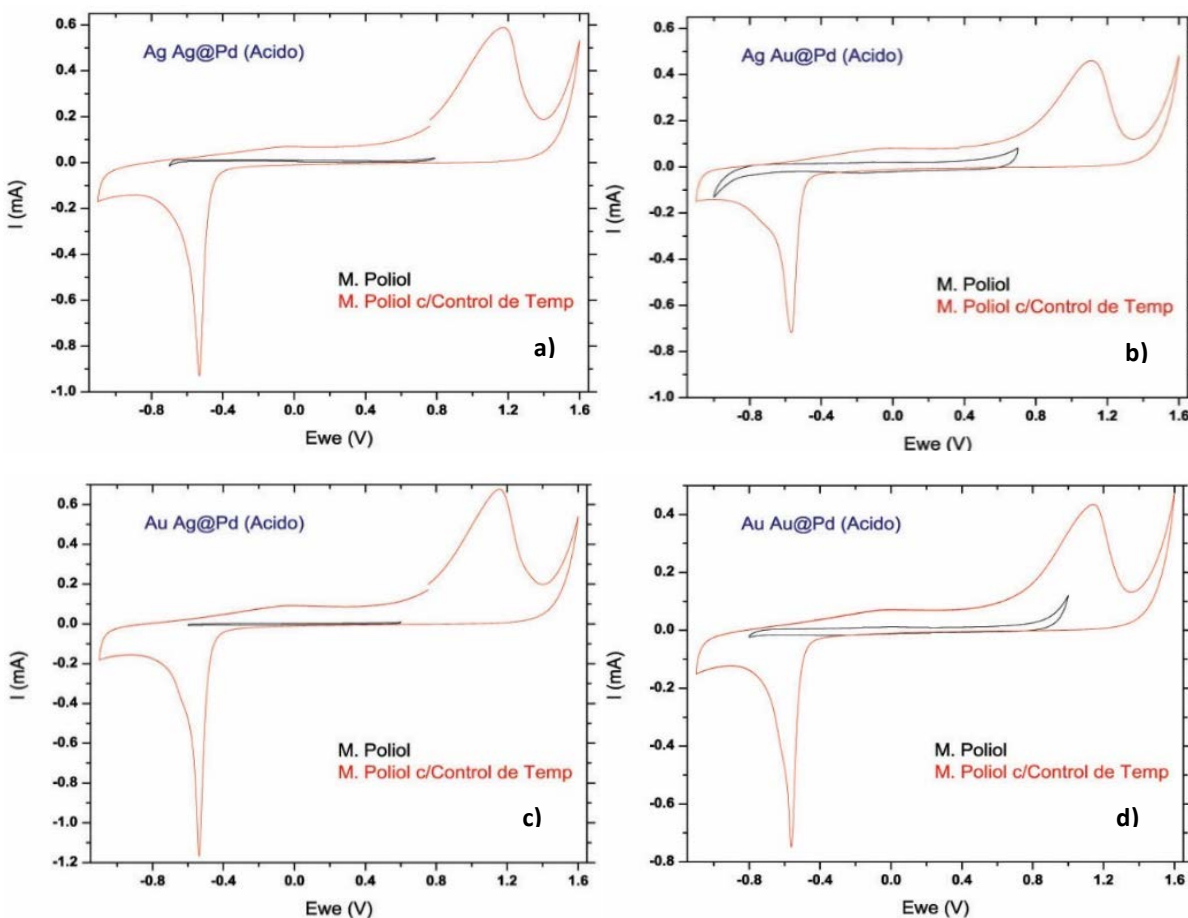 0.6
0.4
0.2
0.0
-0.2
-0.4
-0.6
-0.8
-1.0
I (mA)
Ag Ag@Pd (Acido)
M. Poliol
M. Poliol c/Control de Temp
a)
-0.8 -0.4 0.0 0.4 0.8 1.2 1.6
Ewe (V)
0.6
0.4
0.2
0.0
-0.2
-0.4
-0.6
-0.8
-1.0
I (mA)
Ag Au@Pd (Acido)
M. Poliol
M. Poliol c/Control de Temp
b)
-0.8 -0.4 0.0 0.4 0.8 1.2 1.6
Ewe (V)
0.6
0.4
0.2
0.0
-0.2
-0.4
-0.6
-0.8
-1.0
-1.2
I (mA)
Au Ag@Pd (Acido)
M. Poliol
M. Poliol c/Control de Temp
c)
-0.8 -0.4 0.0 0.4 0.8 1.2 1.6
Ewe (V)
0.4
0.2
0.0
-0.2
-0.4
-0.6
-0.8
I (mA)
Au Au@Pd (Acido)
M. Poliol
M. Poliol c/Control de Temp
d)
-0.8 -0.4 0.0 0.4 0.8 1.2 1.6
Ewe (V)